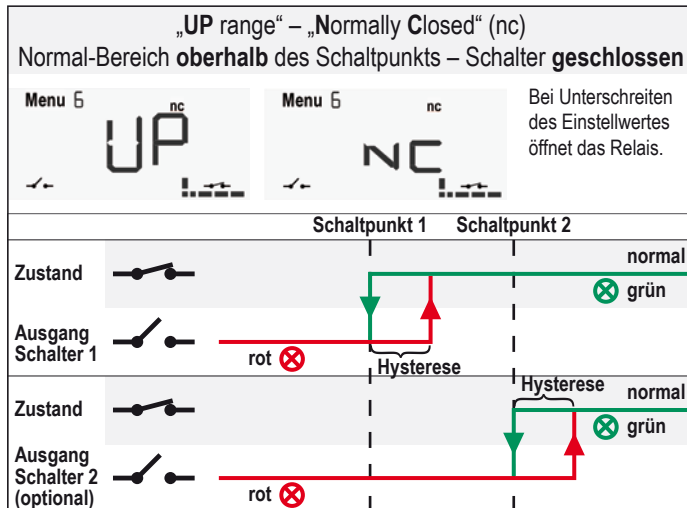 „UP range“ – „Normally Closed“ (nc)
Normal-Bereich oberhalb des Schaltpunkts – Schalter geschlossen
Menu 6
nc
UP
Menu 6
nc
NC
Bei Unterschreiten
des Einstellwertes
öffnet das Relais.
Schaltpunkt 1
Schaltpunkt 2
Zustand
normal
grün
Ausgang
Schalter 1
rot
Hysterese
Zustand
Hysterese
normal
grün
Ausgang
Schalter 2
(optional)
rot